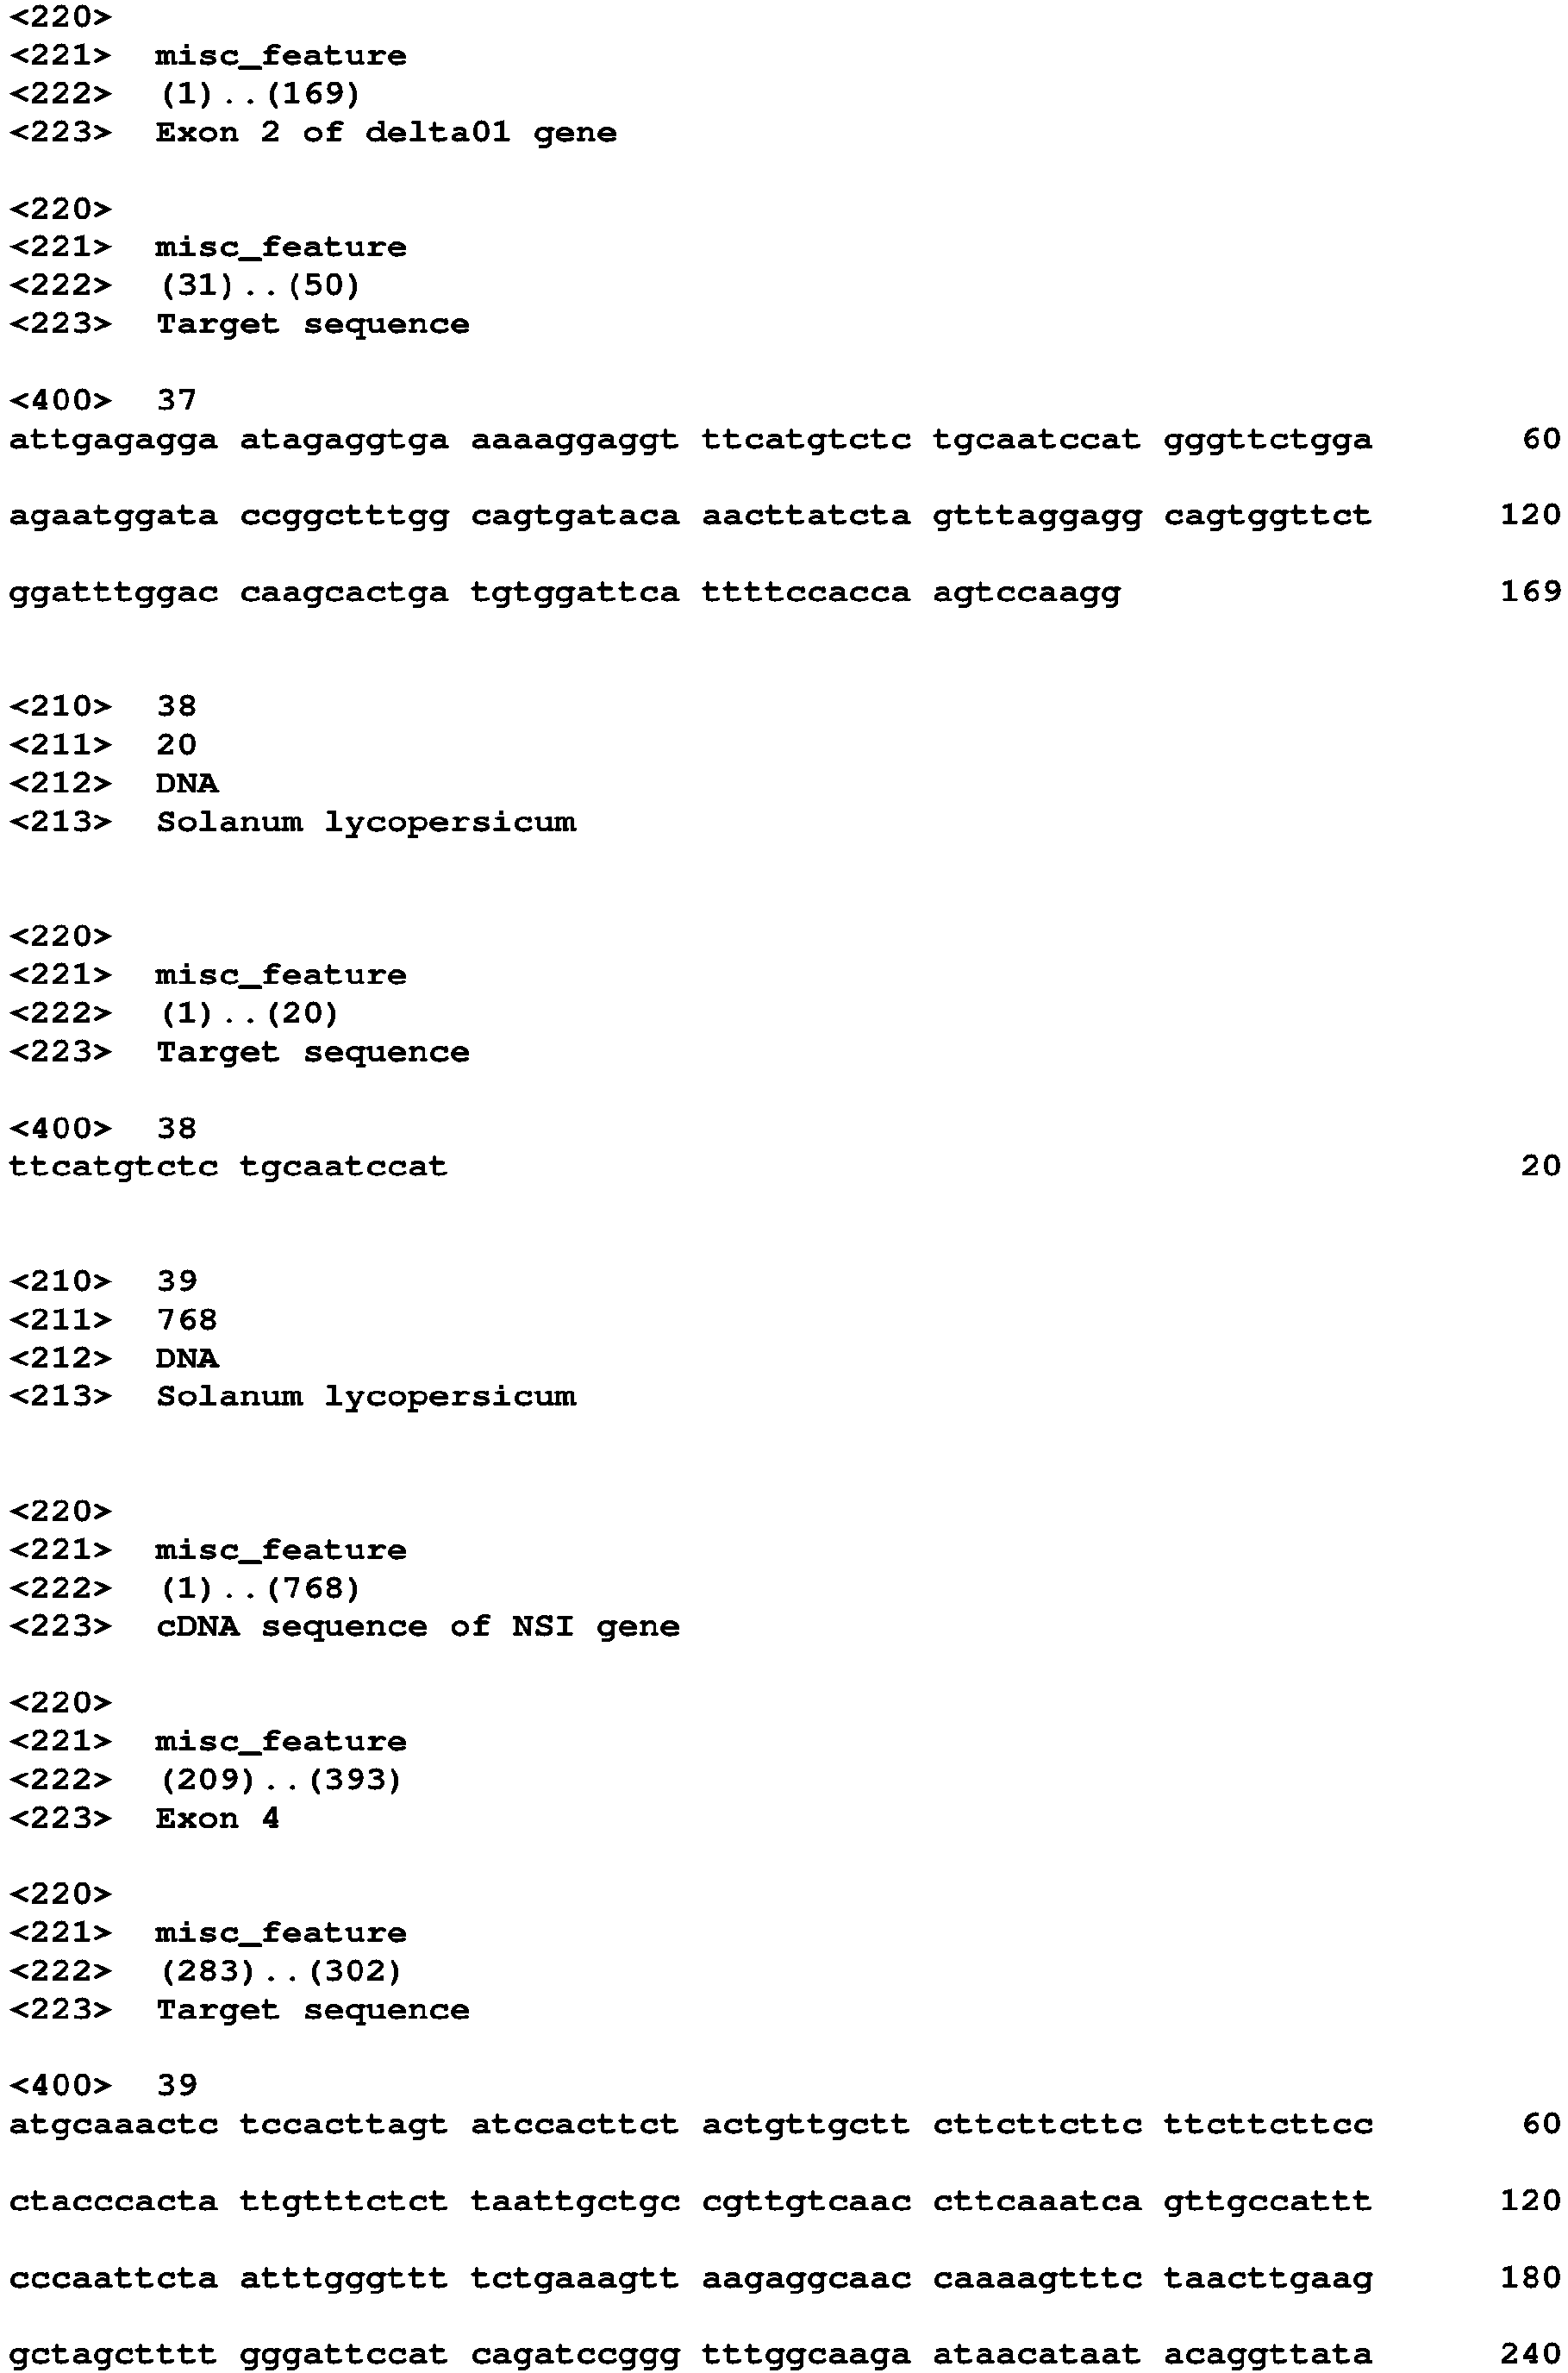 <220>
<221> misc_feature
<222> (1)..(169)
<223> Exon 2 of delta01 gene
<220>
<221> misc_feature
<222> (31)..(50)
<223> Target sequence
<400> 37
attgagagga atagaggtga aaaaggaggt ttcatgtctc tgcaatccat gggttctgga 60
agaatggata ccggctttgg cagtgataca aacttatcta gtttaggagg cagtggttct 120
ggatttggac caagcactga tgtggattca ttttccacca agtccaagg 169
<210> 38
<211> 20
<212> DNA
<213> Solanum lycopersicum
<220>
<221> misc_feature
<222> (1)..(20)
<223> Target sequence
<400> 38
ttcatgtctc tgcaatccat 20
<210> 39
<211> 768
<212> DNA
<213> Solanum lycopersicum
<220>
<221> misc_feature
<222> (1)..(768)
<223> cDNA sequence of NSI gene
<220>
<221> misc_feature
<222> (209)..(393)
<223> Exon 4
<220>
<221> misc_feature
<222> (283)..(302)
<223> Target sequence
<400> 39
atgcaaactc tccacttagt atccacttct actgttgctt cttcttcttc ttcttcttcc 60
ctacccacta ttgtttctct taattgctgc cgttgtcaac cttcaaatca gttgccattt 120
cccaattcta atttgggttt tctgaaagtt aagaggcaac caaaagtttc taacttgaag 180
gctagctttt gggattccat cagatccggg tttggcaaga ataacataat acaggttata 240